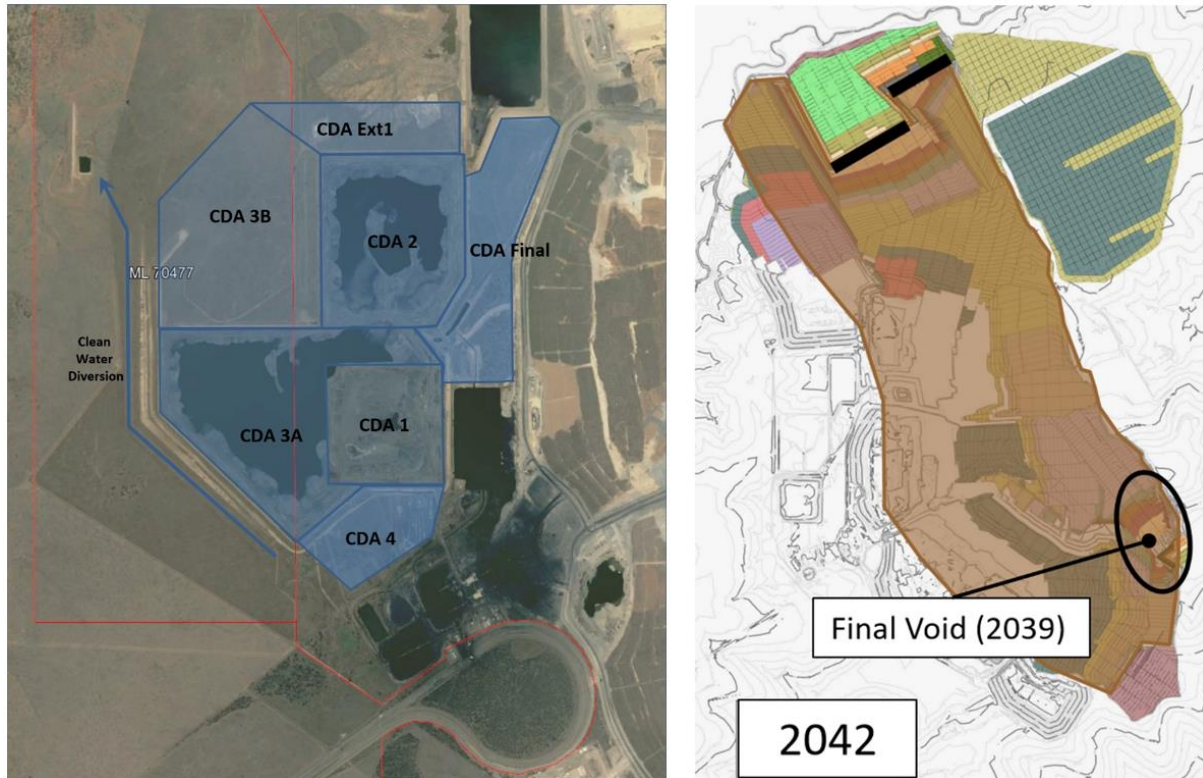 CDA Ext1
CDA 3B
CDA 2
CDA Final
ML 70477
Clean
Water
Diversion
CDA 3A
CDA 1
CDA 4
Final Void (2039)
2042